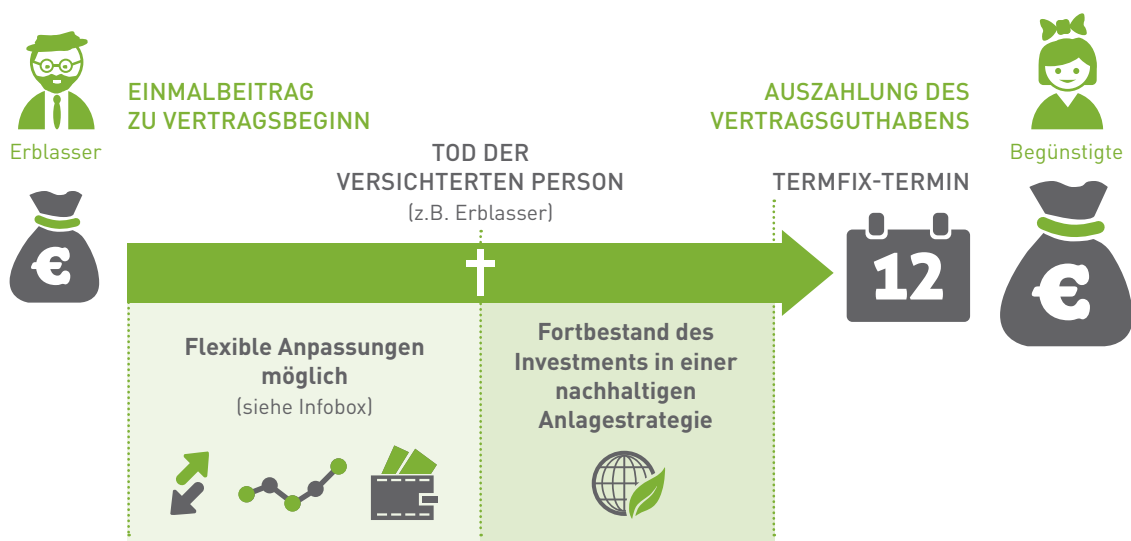 EINMALBEITRAG
ZU VERTRAGSBEGINN
AUSZAHLUNG DES
VERTRAGSGUTHABENS
Erblasser
Begünstigte
TOD DER
VERSICHERTEN PERSON
(z.B. Erblasser)
TERMFIX-TERMIN
€
12
€
Flexible Anpassungen
möglich
(siehe Infobox)
Fortbestand des
Investments in einer
nachhaltigen
Anlagestrategie